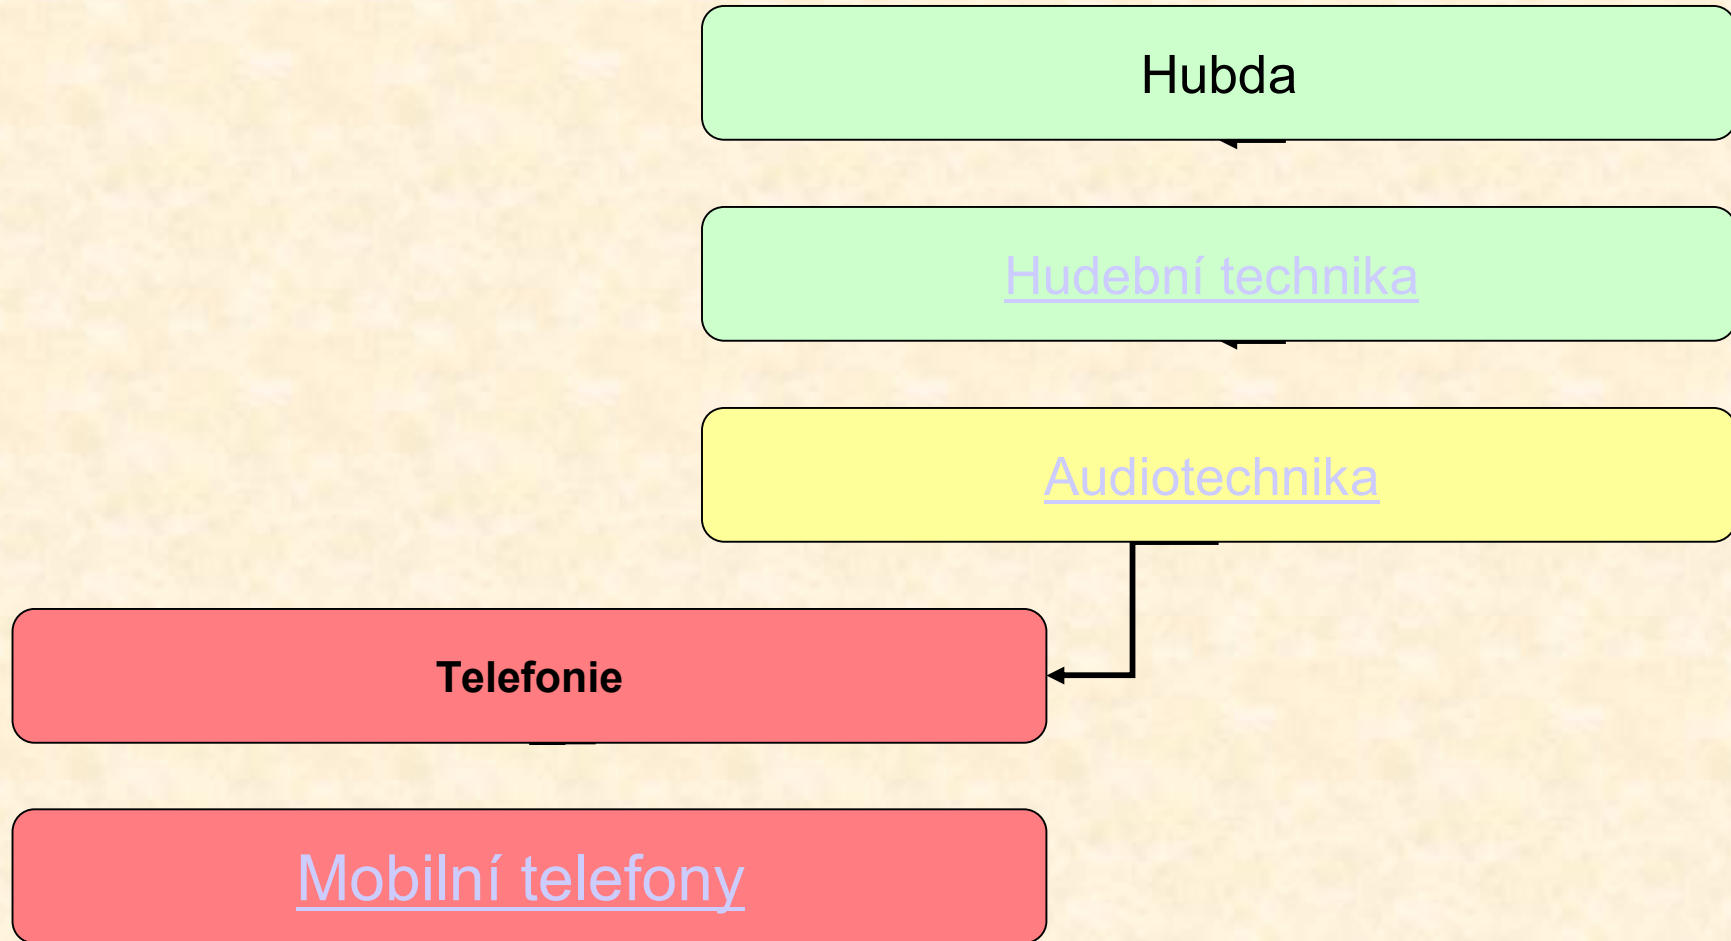 Hubda
Hudební technika
Audiotechnika
Telefonie
Mobilní telefony